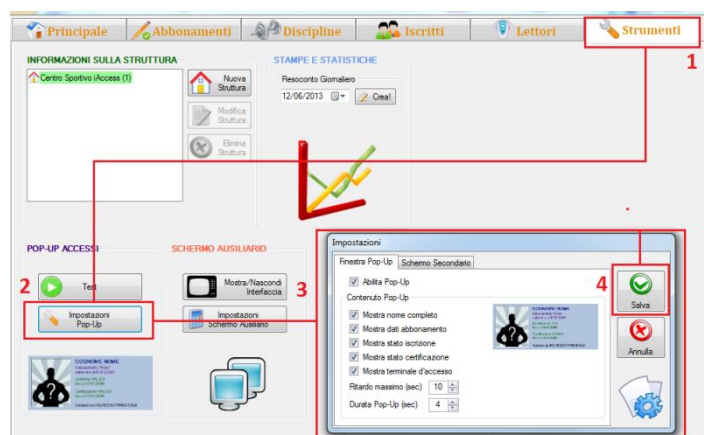 Principale Abbonamenti Discipline Iscritti Lettori Strumenti
1
INFORMAZIONI SULLA STRUTTURA
Centro Sportivo iAccess (1)
Nuova
Struttura
Modifica
Struttura
Elimina
Struttura
STAMPE E STATISTICHE
Resoconto Giornaliero
12/06/2013 Crea!
POP-UP ACCESSI
2
Test
Impostazioni
Pop-Up
COGNOME NOME
SCHERMO AUSILIARIO
Mostra/Nascondi
Interfaccia
Impostazioni
Schermo Ausiliario
3
Impostazioni
Finestra Pop-Up Schermo Secondario
Abilita Pop-Up
Contenuto Pop-Up
Mostra nome completo
Mostra dati abbonamento
Mostra stato iscrizione
Mostra stato certificazione
Mostra terminale d'accesso
Ritardo massimo (sec) 10
Durata Pop-Up (sec) 4
COGNOME NOME
4
Salva
Annulla